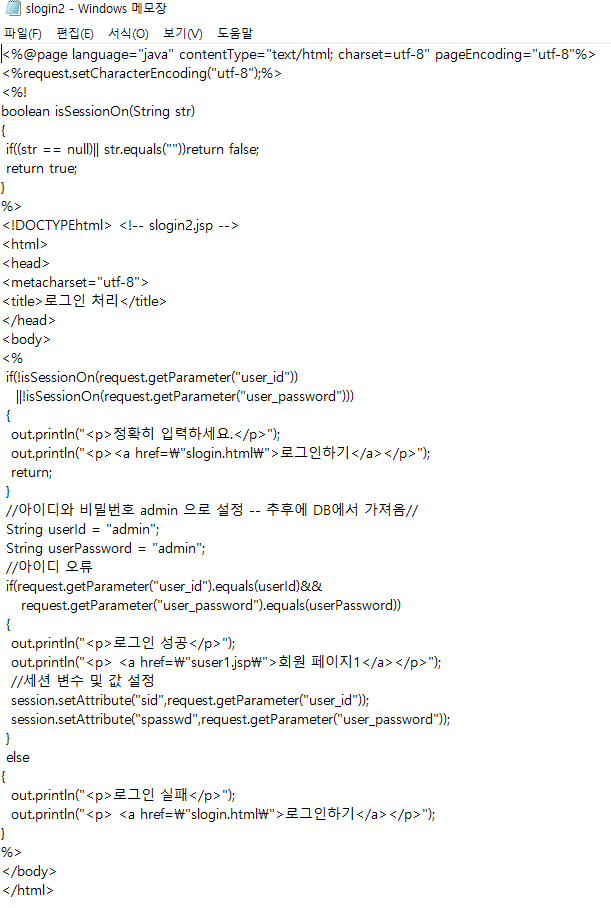 slogin2 - Windows 메모장
파일(F) 편집(E) 서식(O) 보기(V) 도움말
<%@page language="java" contentType="text/html; charset=utf-8" pageEncoding="utf-8"%>
<%request.setCharacterEncoding("utf-8");%>
<%!
boolean isSessionOn(String str)
{
 if((str == null)|| str.equals(""))return false;
 return true;
}
%>
<!DOCTYPEhtml> <!-- slogin2.jsp -->
<html>
<head>
<metacharset="utf-8">
<title>로그인 처리</title>
</head>
<body>
<%
 if(!isSessionOn(request.getParameter("user_id"))
   ||!isSessionOn(request.getParameter("user_password")))
 {
  out.println("<p>정확히 입력하세요.</p>");
  out.println("<p><a href=₩"slogin.html₩">로그인하기</a></p>");
  return;
 }
 //아이디와 비밀번호 admin 으로 설정 -- 추후에 DB에서 가져옴//
 String userId = "admin";
 String userPassword = "admin";
 //아이디 오류
 if(request.getParameter("user_id").equals(userId)&&
    request.getParameter("user_password").equals(userPassword))
 {
  out.println("<p>로그인 성공</p>");
  out.println("<p> <a href=₩"suser1.jsp₩">회원 페이지1</a></p>");
  //세션 변수 및 값 설정
  session.setAttribute("sid",request.getParameter("user_id"));
  session.setAttribute("spasswd",request.getParameter("user_password"));
 }
 else
{
  out.println("<p>로그인 실패</p>");
  out.println("<p> <a href=₩"slogin.html₩">로그인하기</a></p>");
}
%>
</body>
</html>